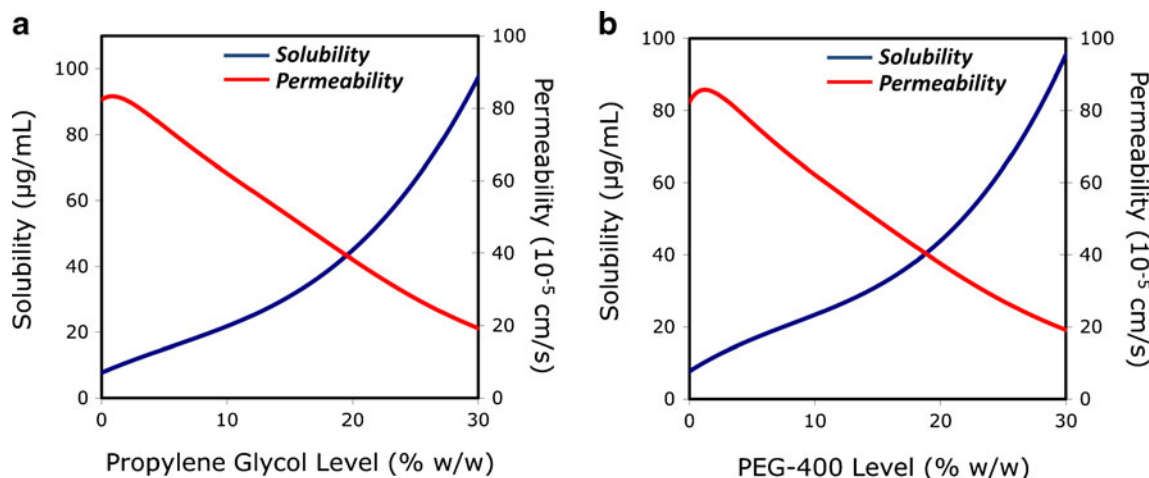 a
Solubility
Permeability
Solubility (µg/mL)
100
80
60
40
20
0
100
80
60
40
20
0
Permeability (10-5 cm/s)
0 10 20 30
Propylene Glycol Level (% w/w)
b
Solubility
Permeability
Solubility (µg/mL)
100
80
60
40
20
0
100
80
60
40
20
0
Permeability (10-5 cm/s)
0 10 20 30
PEG-400 Level (% w/w)